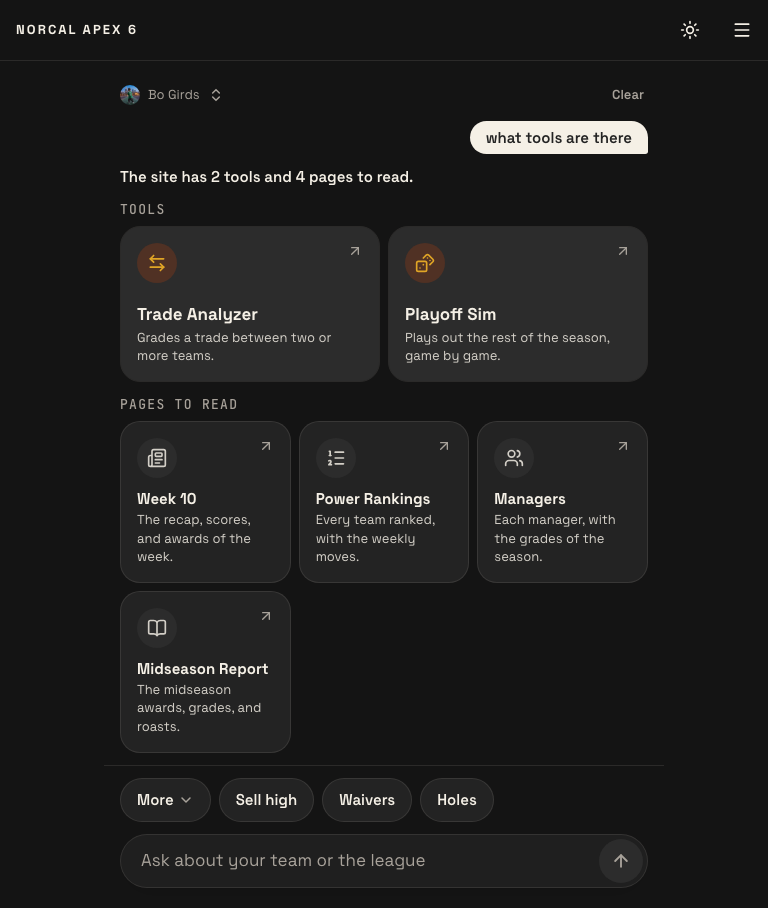 NORCAL APEX 6
Bo Girds
Clear
what tools are there
The site has 2 tools and 4 pages to read.
TOOLS
Trade Analyzer
Grades a trade between two or
more teams.
Playoff Sim
Plays out the rest of the season,
game by game.
PAGES TO READ
Week 10
The recap, scores,
and awards of the
week.
Power Rankings
Every team ranked,
with the weekly
moves.
Managers
Each manager, with
the grades of the
season.
Midseason Report
The midseason
awards, grades, and
roasts.
More
Sell high
Waivers
Holes
Ask about your team or the league